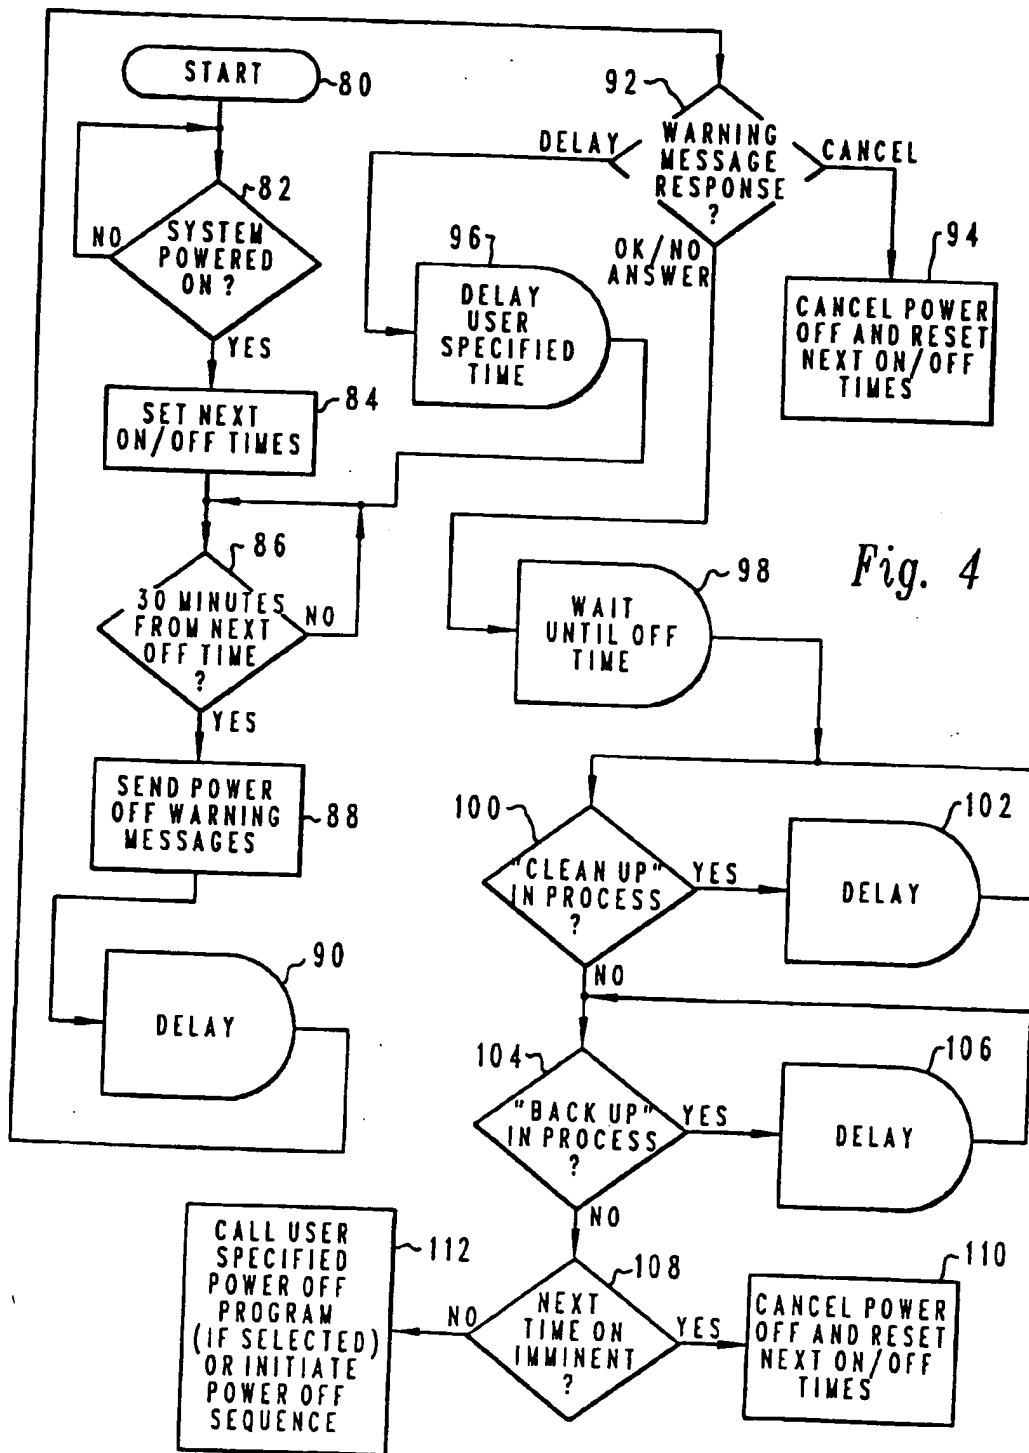 START
80
82
SYSTEM
POWERED
ON ?
NO
YES
84
SET NEXT
ON/OFF TIMES
86
30 MINUTES
FROM NEXT
OFF TIME
?
NO
YES
SEND POWER
OFF WARNING
MESSAGES
88
90
DELAY
92
WARNING
MESSAGE
RESPONSE
?
DELAY
CANCEL
OK/NO
ANSWER
94
CANCEL POWER
OFF AND RESET
NEXT ON/OFF
TIMES
96
DELAY
USER
SPECIFIED
TIME
Fig. 4
98
WAIT
UNTIL OFF
TIME
100
"CLEAN UP"
IN PROCESS
?
YES
NO
102
DELAY
104
"BACK UP"
IN PROCESS
?
YES
NO
106
DELAY
108
NEXT
TIME ON
IMMINENT
?
NO
YES
110
CANCEL POWER
OFF AND RESET
NEXT ON/OFF
TIMES
112
CALL USER
SPECIFIED
POWER OFF
PROGRAM
(IF SELECTED)
OR INITIATE
POWER OFF
SEQUENCE